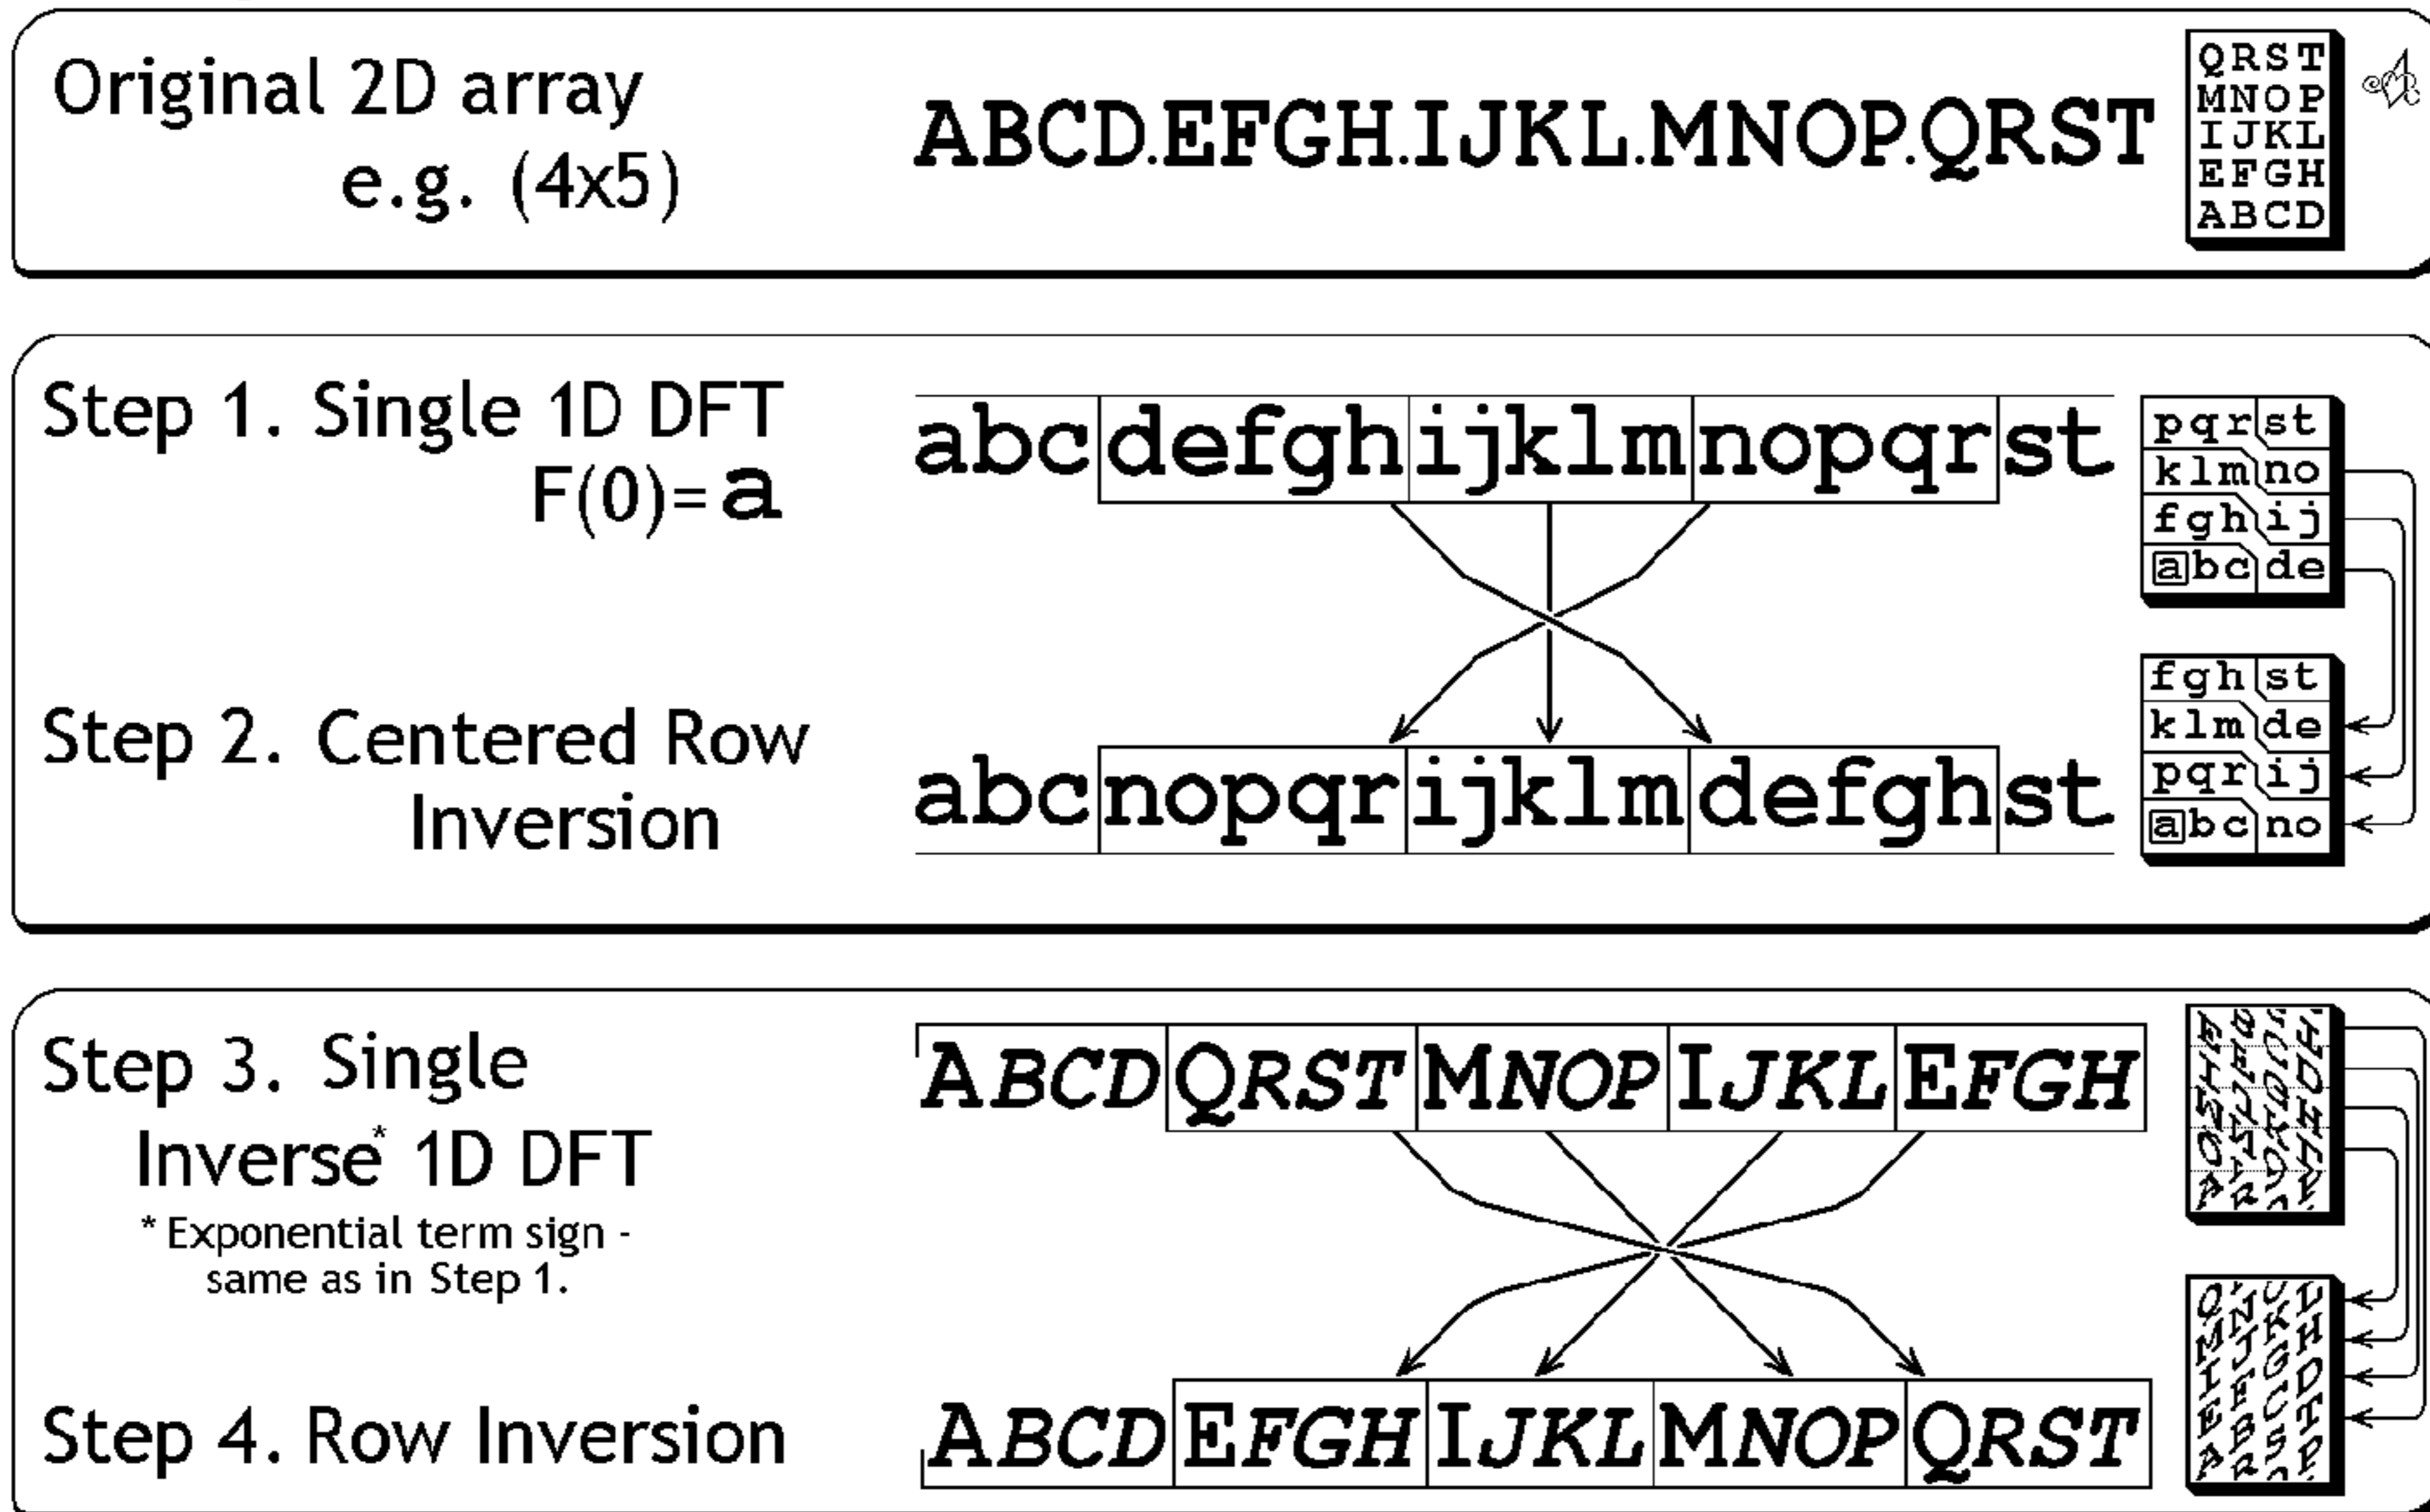 Original 2D array
e.g. (4x5)
ABCD.EFGH.IJKL.MNOP.QRST
QRST
MNOP
IJKL
EFGH
ABCD
Step 1. Single 1D DFT
F(0)=a
abcdefghijklmnopqrst
pqrst
klmno
fghij
abcde
Step 2. Centered Row
Inversion
abcnopqrijklmdefghst
fghst
klmde
pqrij
abcno
Step 3. Single
Inverse* 1D DFT
* Exponential term sign -
same as in Step 1.
ABCDQRSTMNOPIJKLEFGH
Step 4. Row Inversion
ABCDEFGHIJKLMNOPQRST